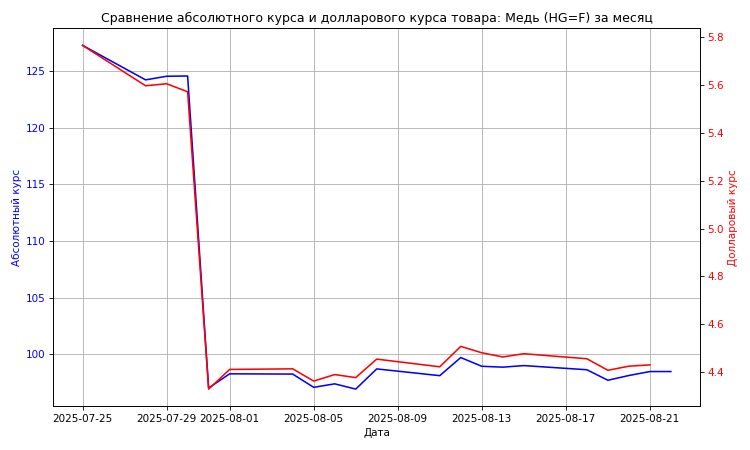 Сравнение абсолютного курса и долларового курса товара: Медь (HG=F) за месяц
125
120
115
110
105
100
Абсолютный курс
5.8
5.6
5.4
5.2
5.0
4.8
4.6
4.4
Долларовый курс
2025-07-25 2025-07-29 2025-08-01 2025-08-05 2025-08-09 2025-08-13 2025-08-17 2025-08-21
Дата